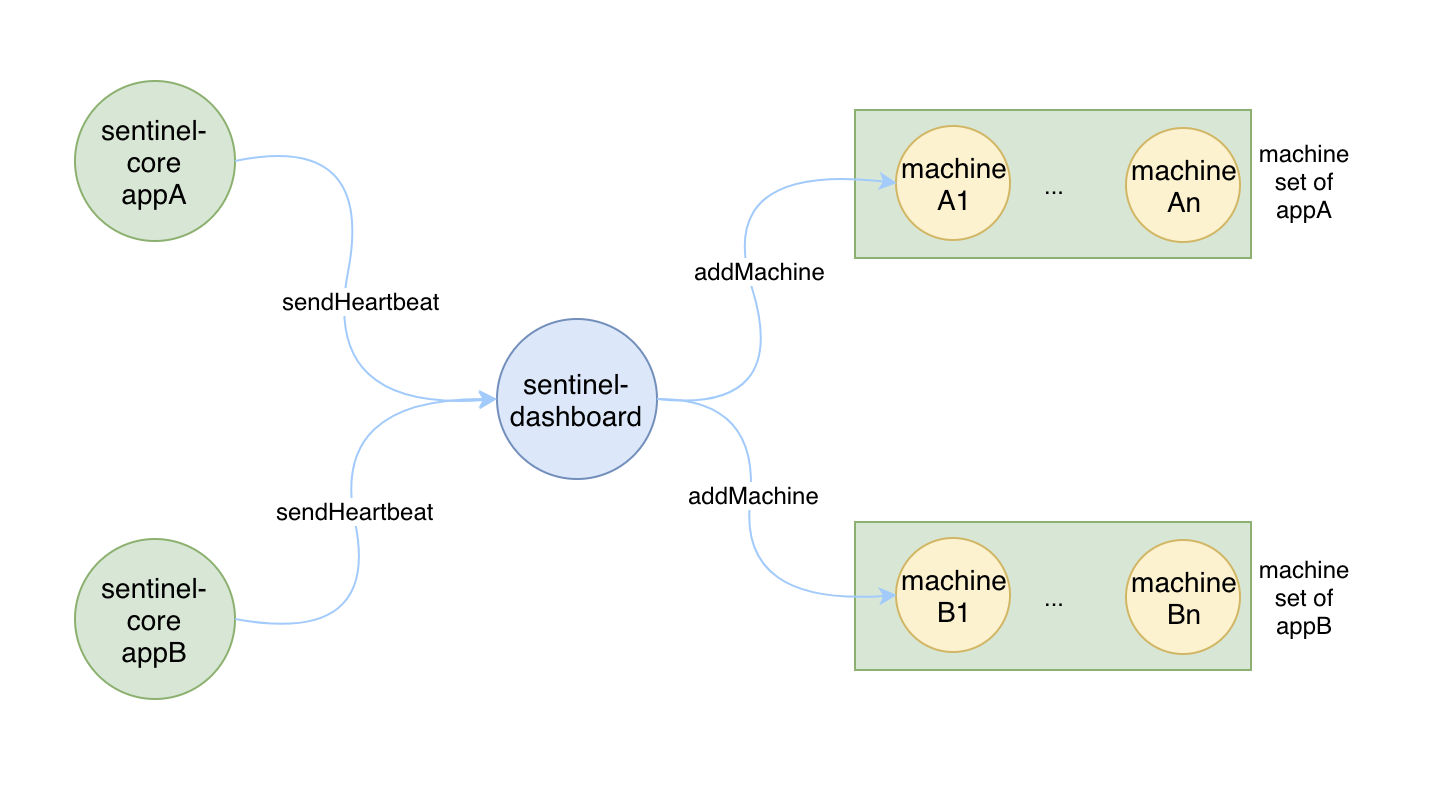 sentinel-
core
appA
sendHeartbeat
sendHeartbeat
sentinel-
core
appB
sentinel-
dashboard
addMachine
addMachine
machine
A1
...
machine
An
machine
set of
appA
machine
B1
...
machine
Bn
machine
set of
appB